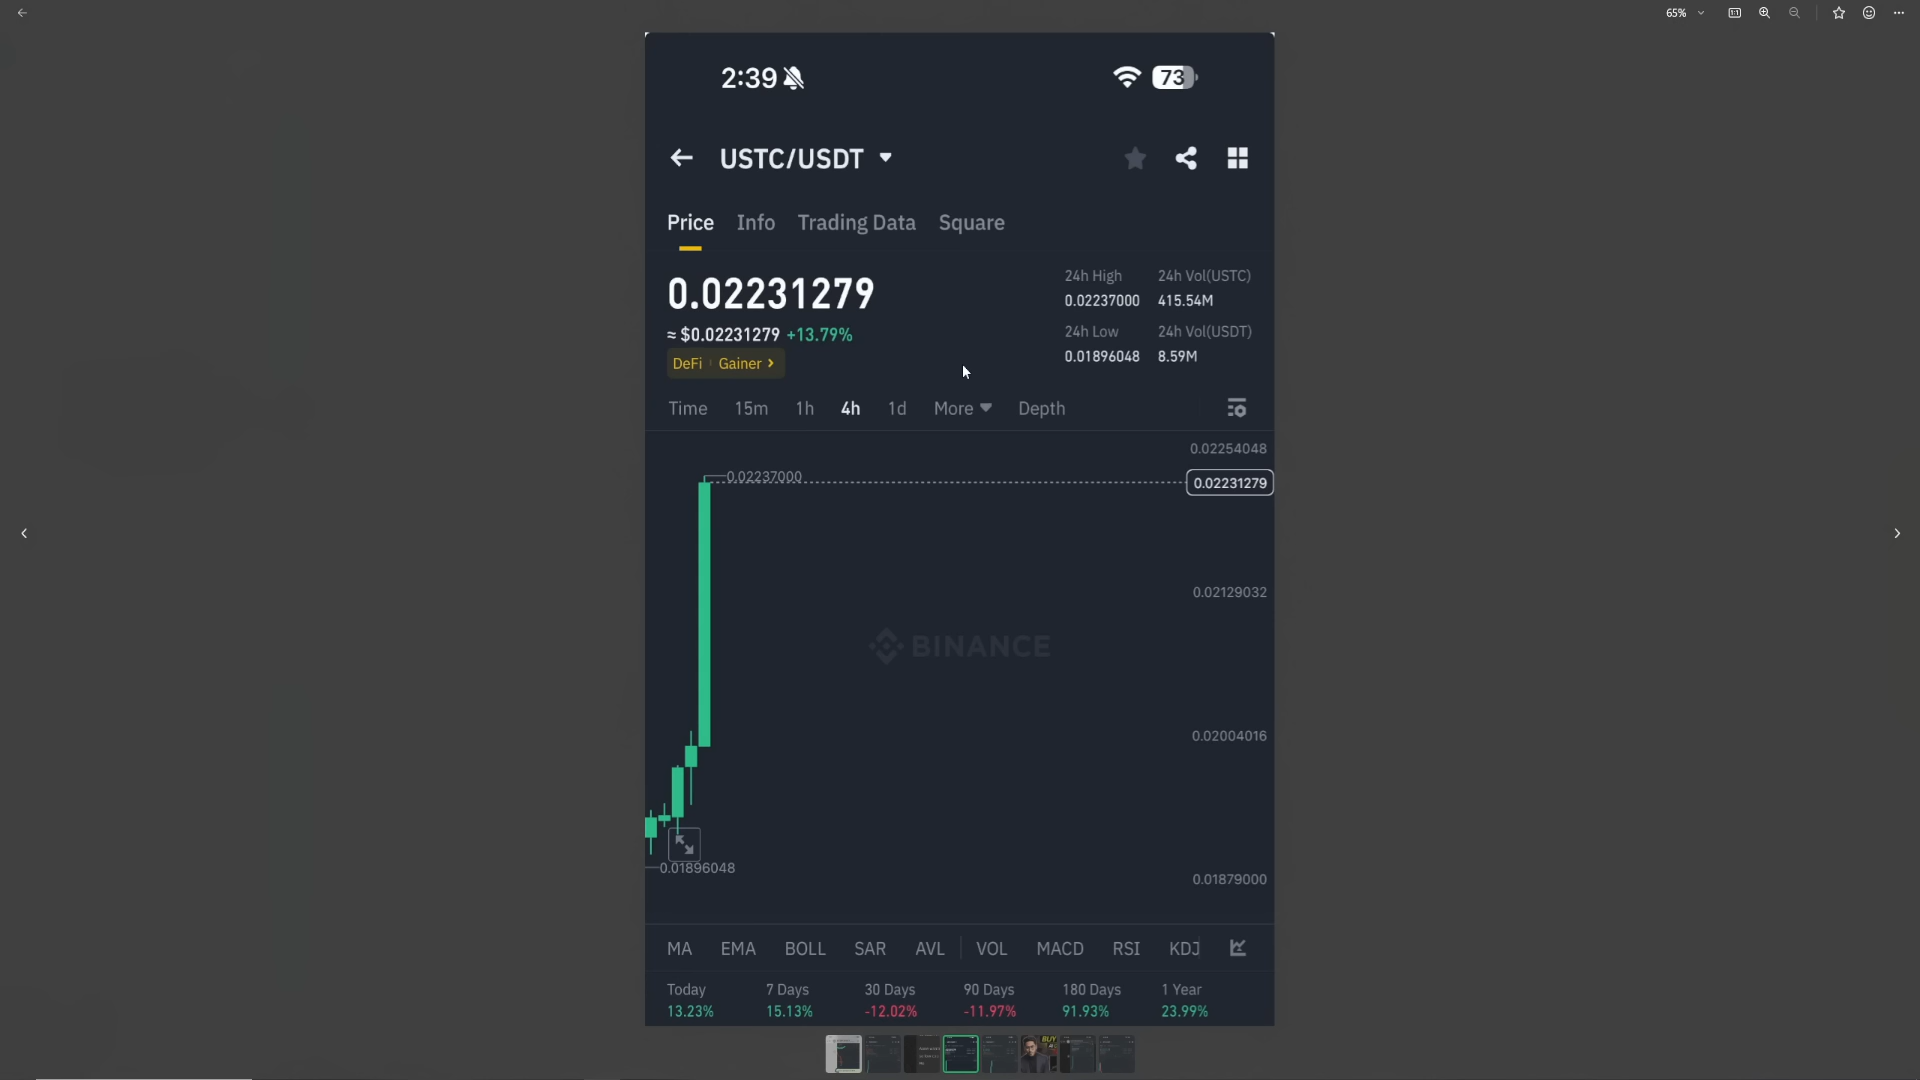 65%
2:39
73
USTC/USDT
Price Info Trading Data Square
0.02231279
≈ $0.02231279 +13.79%
DeFi Gainer
24h High 24h Vol(USTC)
0.02237000 415.54M
24h Low 24h Vol(USDT)
0.01896048 8.59M
Time 15m 1h 4h 1d More Depth
0.02254048
0.02237000
0.02231279
0.02129032
BINANCE
0.02004016
0.01896048
0.01879000
MA EMA BOLL SAR AVL VOL MACD RSI KDJ
Today 7 Days 30 Days 90 Days 180 Days 1 Year
13.23% 15.13% -12.02% -11.97% 91.93% 23.99%
BUY